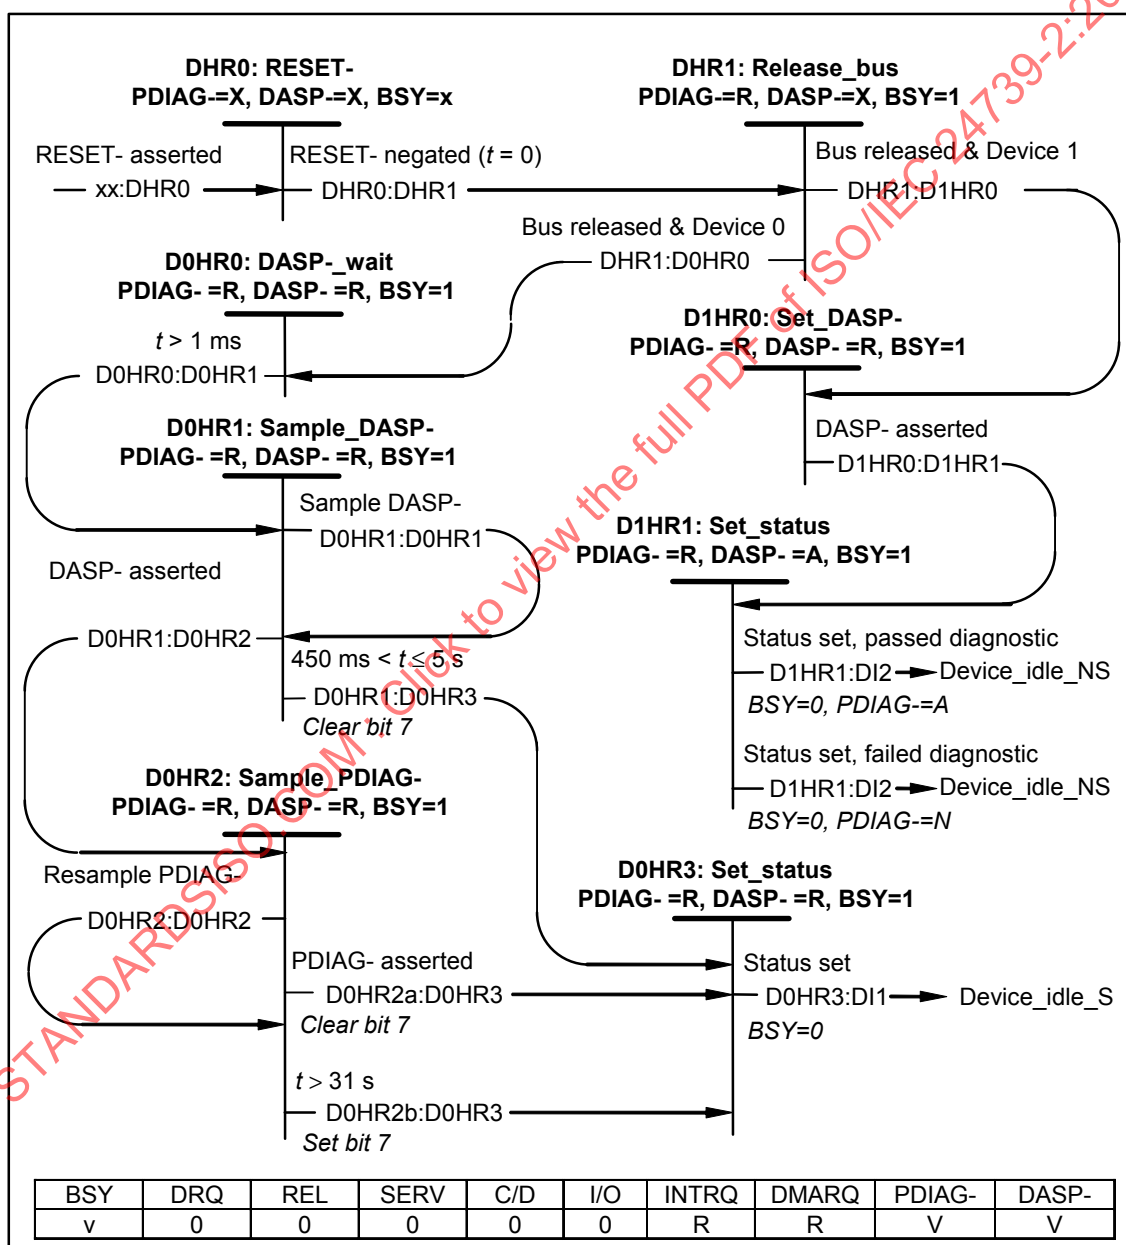 DHR0: RESET-
PDIAG-=X, DASP-=X, BSY=x
RESET- asserted
xx:DHR0
RESET- negated (t = 0)
DHR0:DHR1
DHR1: Release_bus
PDIAG-=R, DASP-=X, BSY=1
Bus released & Device 1
DHR1:D1HR0
Bus released & Device 0
DHR1:D0HR0
D0HR0: DASP-_wait
PDIAG- =R, DASP- =R, BSY=1
t > 1 ms
D0HR0:D0HR1
D1HR0: Set_DASP-
PDIAG- =R, DASP- =R, BSY=1
DASP- asserted
D1HR0:D1HR1
D0HR1: Sample_DASP-
PDIAG- =R, DASP- =R, BSY=1
Sample DASP-
D0HR1:D0HR1
DASP- asserted
D0HR1:D0HR2
450 ms < t ≤ 5 s
D0HR1:D0HR3
Clear bit 7
D1HR1: Set_status
PDIAG- =R, DASP- =A, BSY=1
Status set, passed diagnostic
D1HR1:DI2 Device_idle_NS
BSY=0, PDIAG-=A
Status set, failed diagnostic
D1HR1:DI2 Device_idle_NS
BSY=0, PDIAG-=N
D0HR2: Sample_PDIAG-
PDIAG- =R, DASP- =R, BSY=1
Resample PDIAG-
D0HR2:D0HR2
PDIAG- asserted
D0HR2a:D0HR3
Clear bit 7
t > 31 s
D0HR2b:D0HR3
Set bit 7
D0HR3: Set_status
PDIAG- =R, DASP- =R, BSY=1
Status set
D0HR3:DI1 Device_idle_S
BSY=0
BSY DRQ REL SERV C/D I/O INTRQ DMARQ PDIAG- DASP-
v 0 0 0 0 0 R R V V
STANDARDSISO.COM : Click to view the full PDF of ISO/IEC 24739-2:20